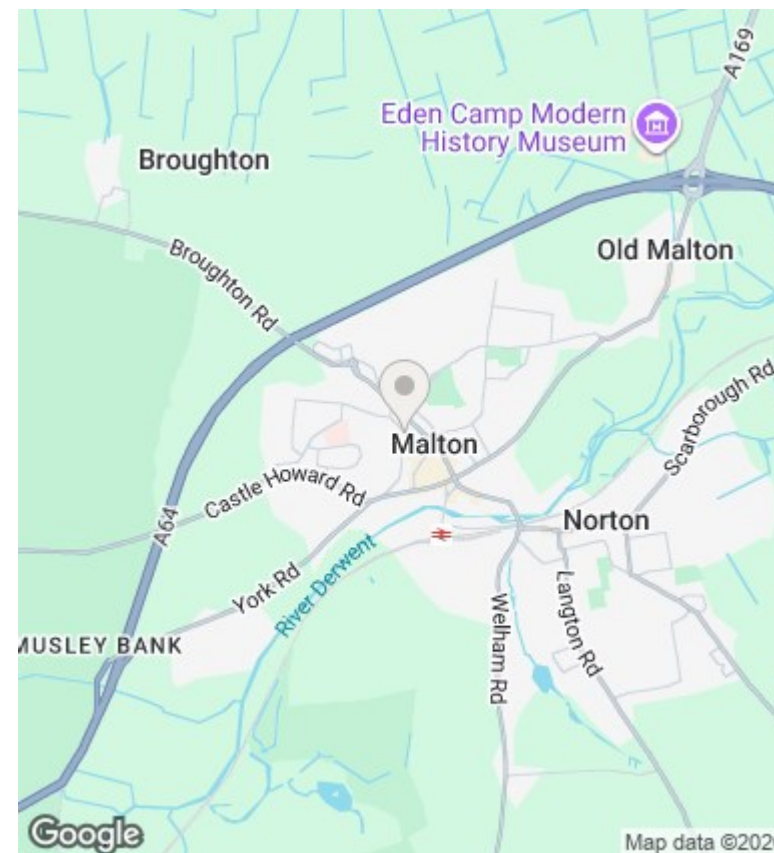 A169
Eden Camp Modern
History Museum
Broughton
Old Malton
Broughton Rd
Scarborough Rd
Malton
Castle Howard Rd
Norton
A64
River Derwent
York Rd
Langton Rd
Welham Rd
MUSLEY BANK
Google
Map data ©202